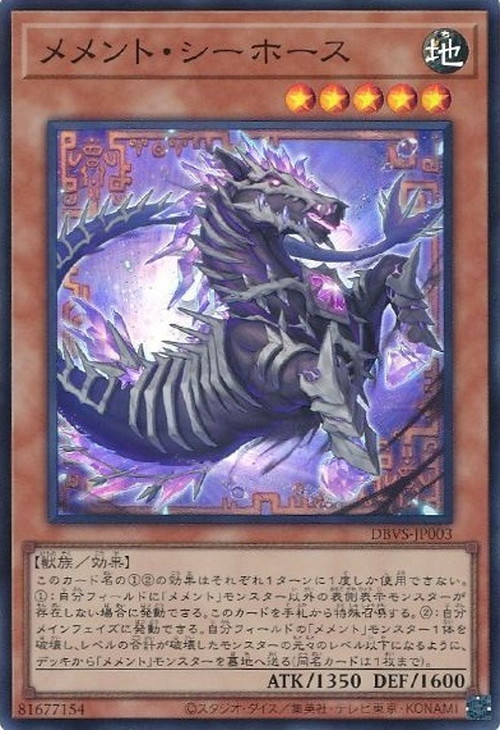 メメント・シーホース
地
DBVS-JP003
【獣族／効果】
このカード名の①②の効果はそれぞれ1ターンに1度しか使用できない。
①：自分フィールドに「メメント」モンスター以外の表側表示モンスターが
存在しない場合に発動できる。このカードを手札から特殊召喚する。②：自分
メインフェイズに発動できる。自分フィールドの「メメント」モンスター1体を
破壊し、レベルの合計が破壊したモンスターの元々のレベル以下になるように、
デッキから「メメント」モンスターを墓地へ送る(同名カードは1枚まで)。
ATK/1350 DEF/1600
81677154 ©スタジオ・ダイス／集英社・テレビ東京・KONAMI